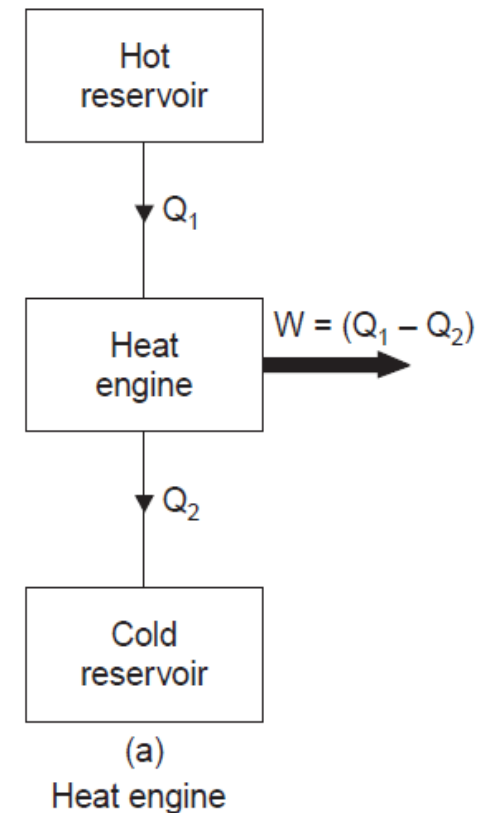 Hot
reservoir
Q₁
Heat
engine
W = (Q₁ – Q₂)
Q₂
Cold
reservoir
(a)
Heat engine